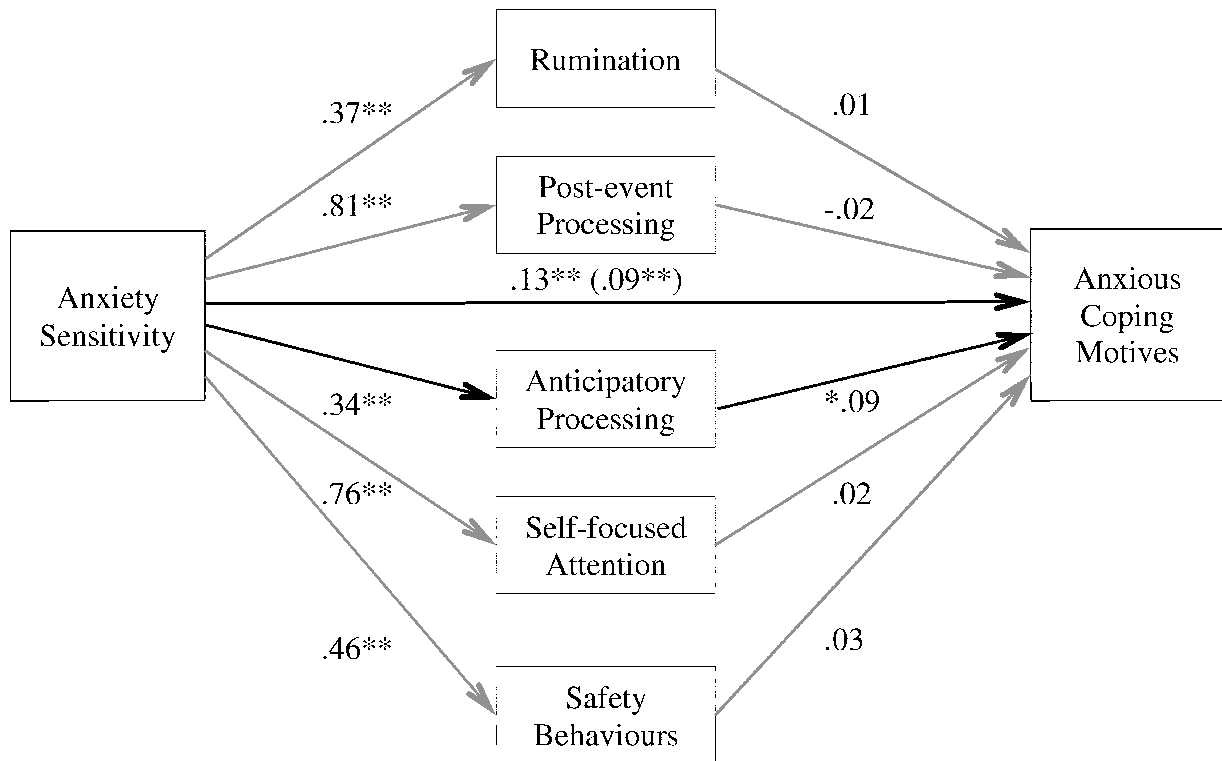 Rumination
.37**
.01
Post-event
Processing
.81**
-.02
.13** (.09**)
Anxiety
Sensitivity
Anxious
Coping
Motives
Anticipatory
Processing
.34**
*.09
.76**
.02
Self-focused
Attention
.46**
.03
Safety
Behaviours